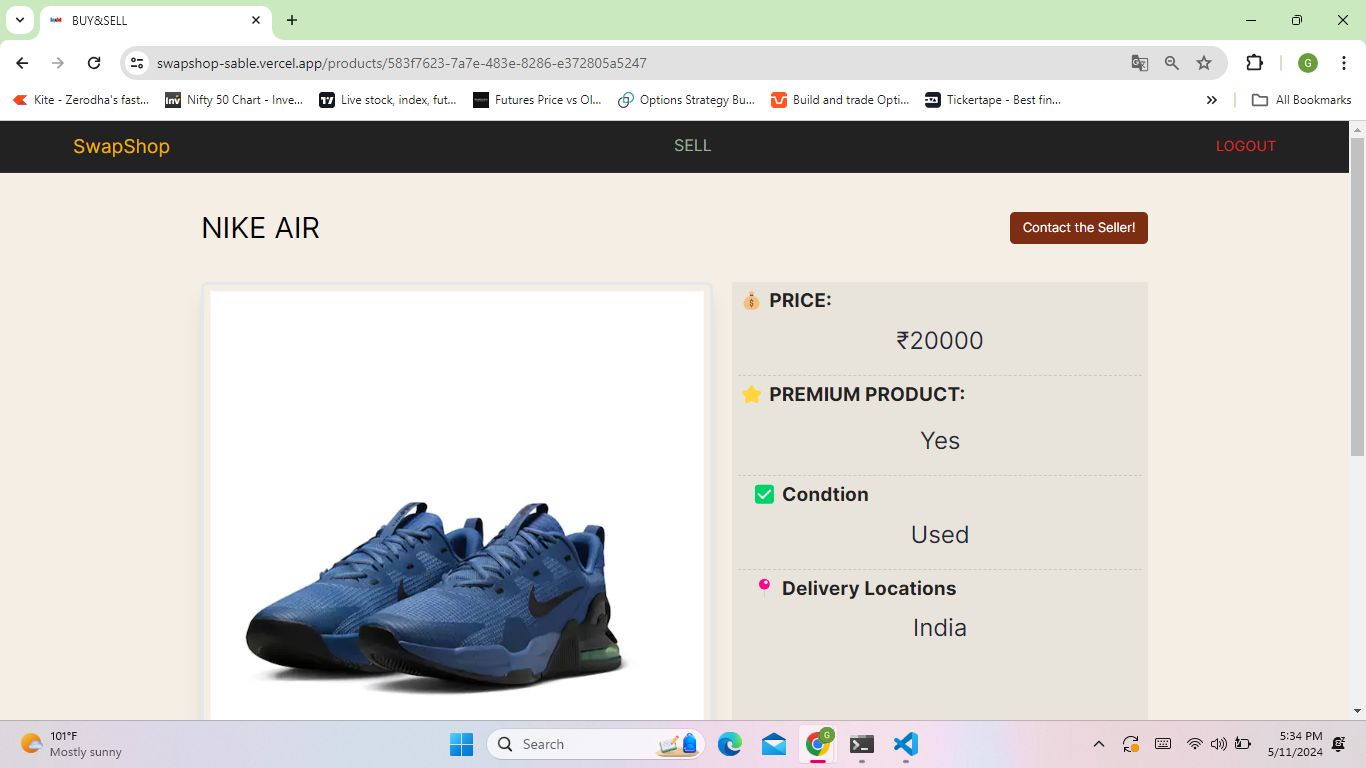 BUY&SELL
swapshop-sable.vercel.app/products/583f7623-7a7e-483e-8286-e372805a5247
G
Kite - Zerodha's fast...
Nifty 50 Chart - Inve...
Live stock, index, fut...
Futures Price vs OI...
Options Strategy Bu...
Build and trade Opti...
Tickertape - Best fin...
»
All Bookmarks
SwapShop
SELL
LOGOUT
NIKE AIR
Contact the Seller!
PRICE:
₹20000
PREMIUM PRODUCT:
Yes
Condtion
Used
Delivery Locations
India
101°F
Mostly sunny
Search
G
5:34 PM
5/11/2024